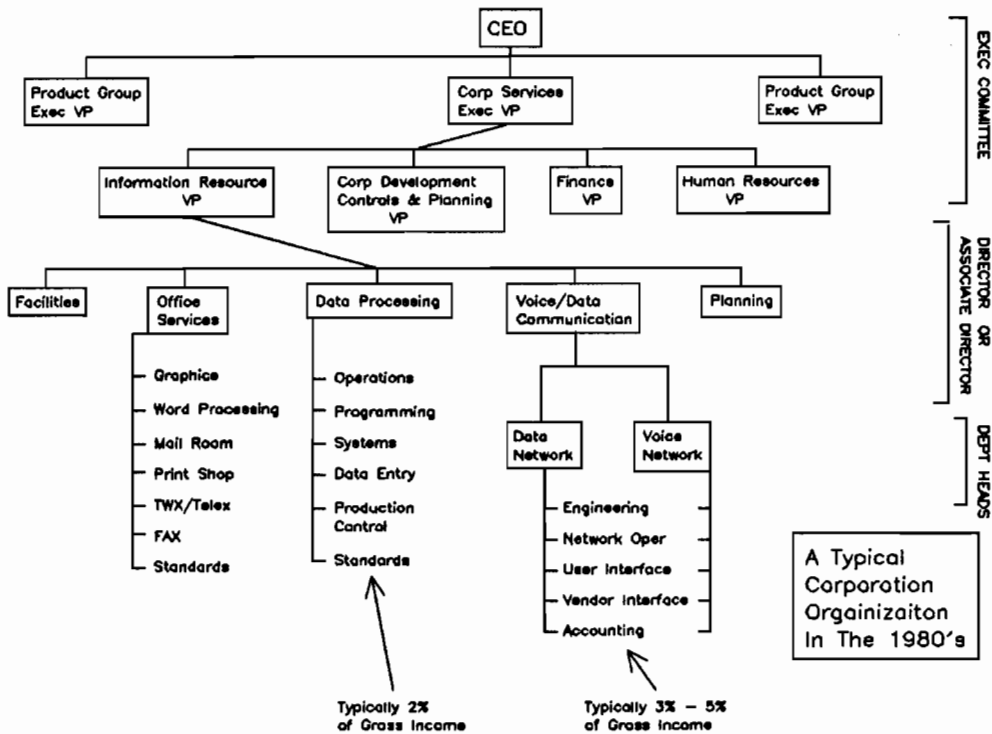 CEO
EXEC COMMITTEE
Product Group
Exec VP
Corp Services
Exec VP
Product Group
Exec VP
Information Resource
VP
Corp Development
Controls & Planning
VP
Finance
VP
Human Resources
VP
DIRECTOR OR
ASSOCIATE DIRECTOR
Facilities
Office
Services
Data Processing
Voice/Data
Communication
Planning
Graphics
Word Processing
Mail Room
Print Shop
TWX/Telex
FAX
Standards
Operations
Programming
Systems
Data Entry
Production
Control
Standards
Data
Network
Voice
Network
DEPT HEADS
Engineering
Network Oper
User Interface
Vendor Interface
Accounting
A Typical
Corporation
Orgainizaiton
In The 1980's
Typically 2%
of Gross Income
Typically 3% - 5%
of Gross Income